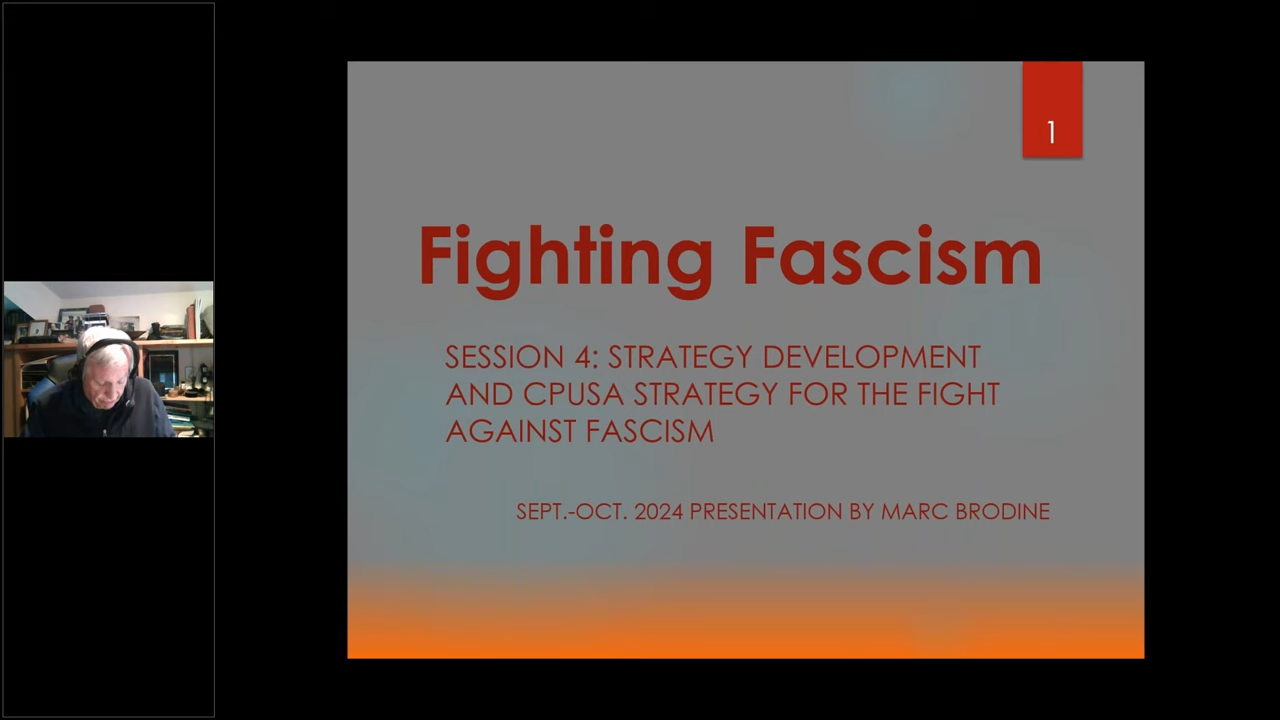 1
Fighting Fascism
SESSION 4: STRATEGY DEVELOPMENT
AND CPUSA STRATEGY FOR THE FIGHT
AGAINST FASCISM
SEPT.-OCT. 2024 PRESENTATION BY MARC BRODINE